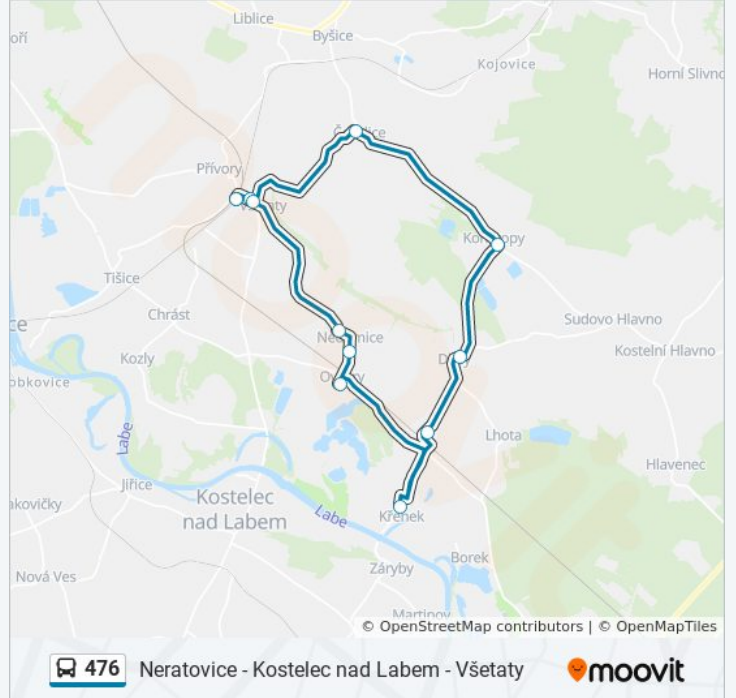 Liblice
Byšice
Kojovice
Horní Slivno
Přívory
Tišice
Chrást
Sudovo Hlavno
Kostelní Hlavno
Kozly
Labe
Lhota
Hlavenec
Jiřice
Kostelec
nad Labem
Labe
Křenek
Borek
Záryby
Nová Ves
Martinov
© OpenStreetMap contributors | © OpenMapTiles
476 Neratovice - Kostelec nad Labem - Všetaty moovit